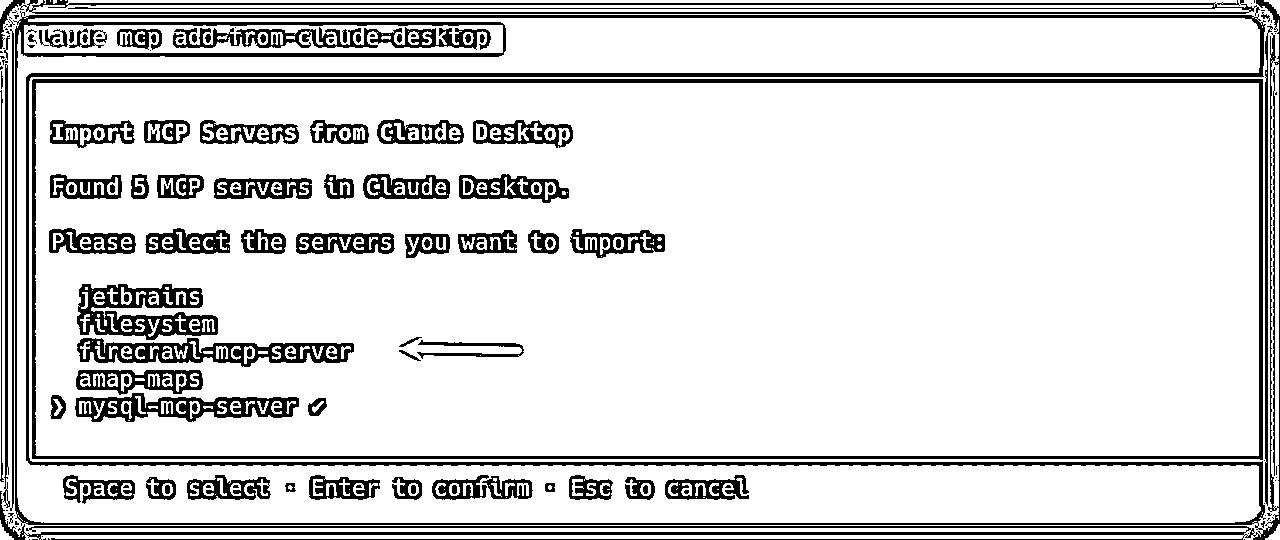 claude mcp add-from-claude-desktop
Import MCP Servers from Claude Desktop
Found 5 MCP servers in Claude Desktop.
Please select the servers you want to import:
jetbrains
filesystem
firecrawl-mcp-server
amap-maps
❯ mysql-mcp-server ✔
Space to select · Enter to confirm · Esc to cancel